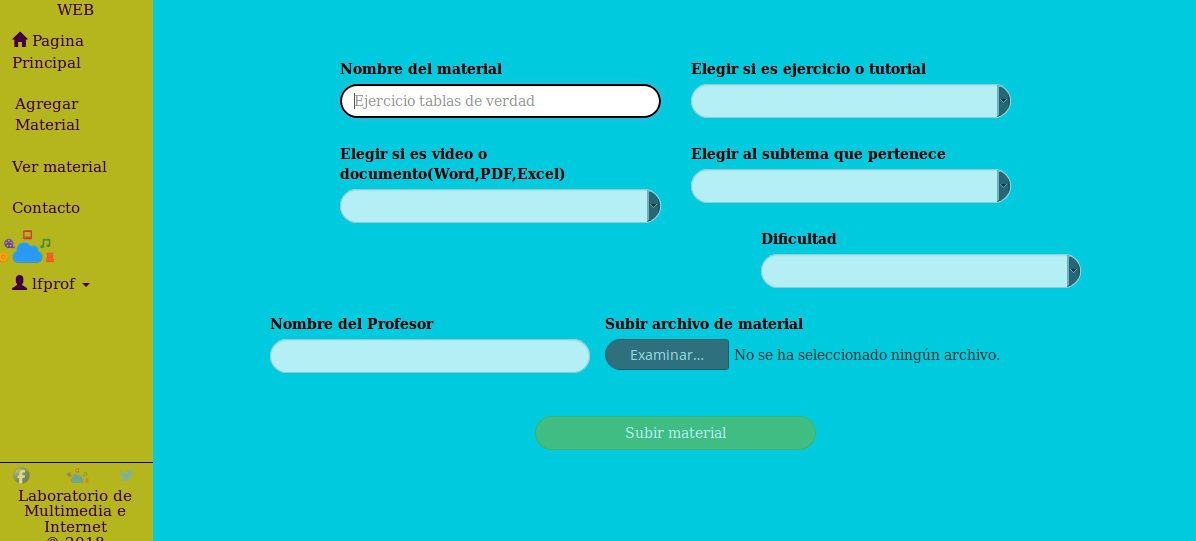 WEB
Pagina
Principal
Agregar
Material
Ver material
Contacto
lfprof
Laboratorio de
Multimedia e
Internet
© 2018
Nombre del material
Ejercicio tablas de verdad
Elegir si es ejercicio o tutorial
Elegir si es video o
documento(Word,PDF,Excel)
Elegir al subtema que pertenece
Dificultad
Nombre del Profesor
Subir archivo de material
Examinar... No se ha seleccionado ningún archivo.
Subir material